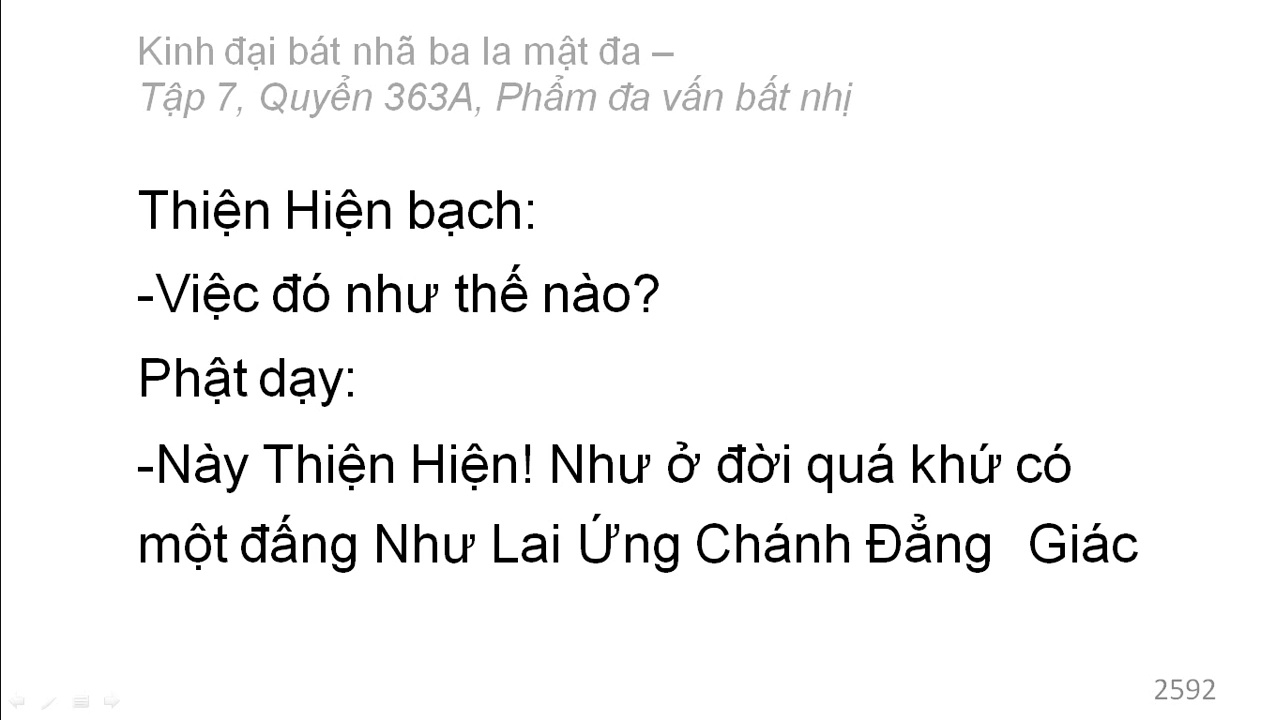 Kinh đại bát nhã ba la mật đa –
Tập 7, Quyển 363A, Phẩm đa vấn bất nhị
Thiện Hiện bạch:
-Việc đó như thế nào?
Phật dạy:
-Này Thiện Hiện! Như ở đời quá khứ có
một đấng Như Lai Ứng Chánh Đẳng Giác
2592